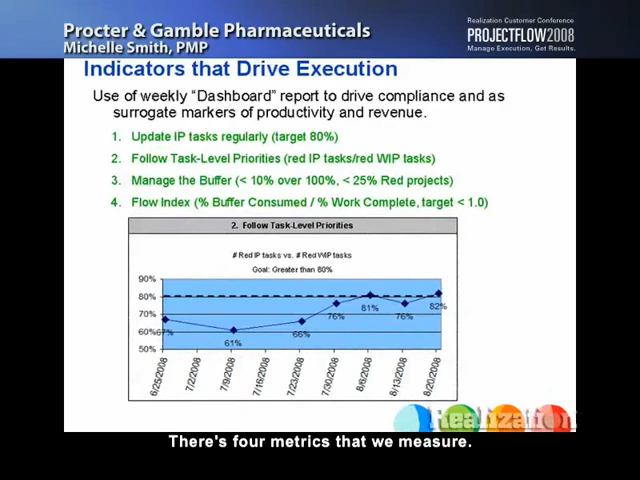 Procter & Gamble Pharmaceuticals
Michelle Smith, PMP
Realization Customer Conference
PROJECTFLOW2008
Manage Execution, Get Results.
Indicators that Drive Execution
Use of weekly “Dashboard” report to drive compliance and as
surrogate markers of productivity and revenue.
1. Update IP tasks regularly (target 80%)
2. Follow Task-Level Priorities (red IP tasks/red WIP tasks)
3. Manage the Buffer (< 10% over 100%, < 25% Red projects)
4. Flow Index (% Buffer Consumed / % Work Complete, target < 1.0)
2. Follow Task-Level Priorities
# Red IP tasks vs. # Red WIP tasks
Goal: Greater than 80%
90%
80%
70%
60%
50%
67%
61%
66%
76%
81%
76%
82%
6/25/2008
7/2/2008
7/9/2008
7/16/2008
7/23/2008
7/30/2008
8/6/2008
8/13/2008
8/20/2008
Realization
There's four metrics that we measure.